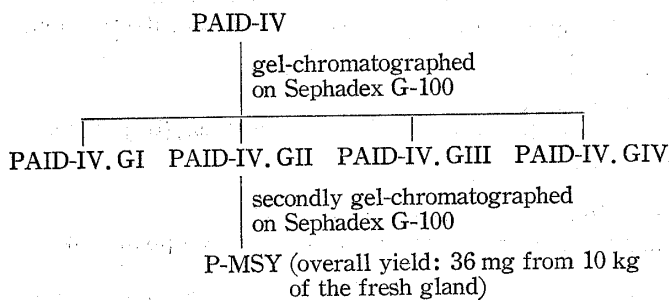 PAID-IV
gel-chromatographed
on Sephadex G-100
PAID-IV. GI PAID-IV. GII PAID-IV. GIII PAID-IV. GIV
secondly gel-chromatographed
on Sephadex G-100
P-MSY (overall yield: 36 mg from 10 kg
of the fresh gland)